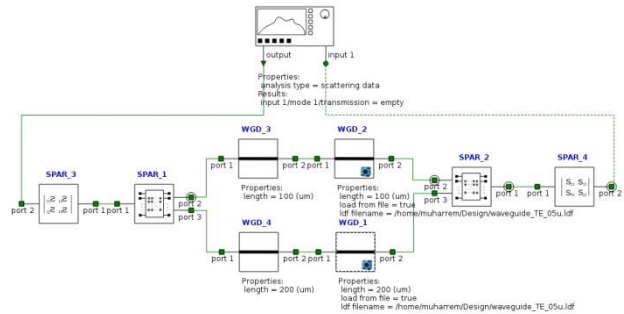 output
input 1
Properties:
analysis type = scattering data
Results:
input 1/mode 1/transmission = empty
WGD_3
WGD_2
SPAR_3
SPAR_1
SPAR_2
SPAR_4
port 1
port 2
port 1
port 2
port 2
port 1
port 1
port 2
port 3
Properties:
length = 100 (um)
Properties:
length = 100 (um)
load from file = true
ldf filename = /home/muharrem/Design/waveguide_TE_05u.ldf
port 2
port 3
port 1
port 1
port 2
WGD_4
WGD_1
port 1
port 2
port 1
port 2
Properties:
length = 200 (um)
Properties:
length = 200 (um)
load from file = true
ldf filename = /home/muharrem/Design/waveguide_TE_05u.ldf